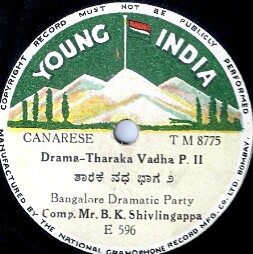 COPYRIGHT RECORD MUST NOT BE PUBLICLY PERFORMED
YOUNG INDIA
CANARESE T M 8775
Drama-Tharaka Vadha P. II
ತಾರಕೆ ವಧ ಭಾಗ ೨
Bangalore Dramatic Party
Comp. Mr. B. K. Shivlingappa
E 596
MANUFACTURED BY THE NATIONAL GRAMOPHONE RECORD MFG. CO. LTD. BOMBAY.